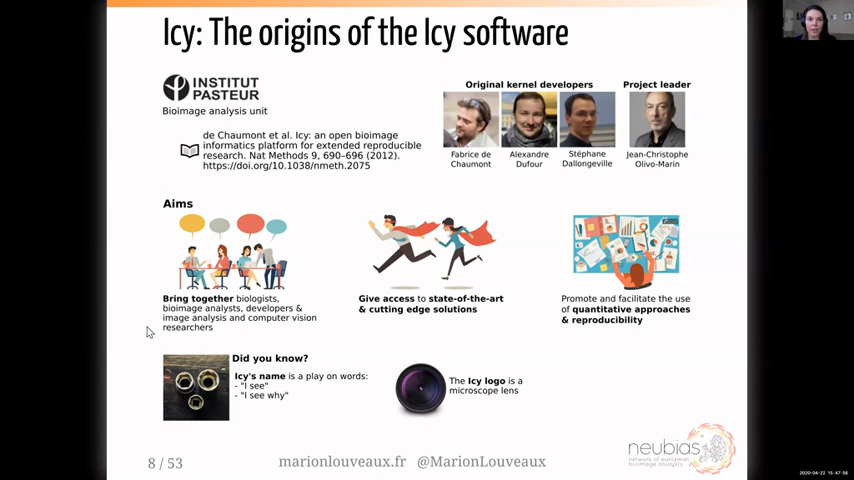 Icy: The origins of the Icy software
INSTITUT
PASTEUR
Bioimage analysis unit
de Chaumont et al. Icy: an open bioimage
informatics platform for extended reproducible
research. Nat Methods 9, 690–696 (2012).
https://doi.org/10.1038/nmeth.2075
Original kernel developers
Project leader
Fabrice de
Chaumont
Alexandre
Dufour
Stéphane
Dallongeville
Jean-Christophe
Olivo-Marin
Aims
Bring together biologists,
bioimage analysts, developers &
image analysis and computer vision
researchers
Give access to state-of-the-art
& cutting edge solutions
Promote and facilitate the use
of quantitative approaches
& reproducibility
Did you know?
Icy's name is a play on words:
- "I see"
- "I see why"
The Icy logo is a
microscope lens
8 / 53
marionlouveaux.fr @MarionLouveaux
neubias
network of european
bioimage analysts
2020-04-22 15:47:56